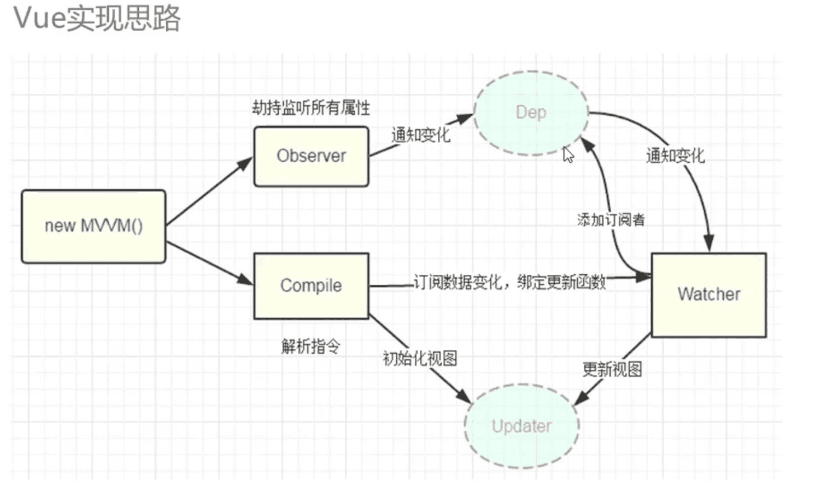 Vue实现思路
劫持监听所有属性
Observer
通知变化
Dep
通知变化
new MVVM()
添加订阅者
Compile
订阅数据变化，绑定更新函数
Watcher
解析指令
初始化视图
更新视图
Updater